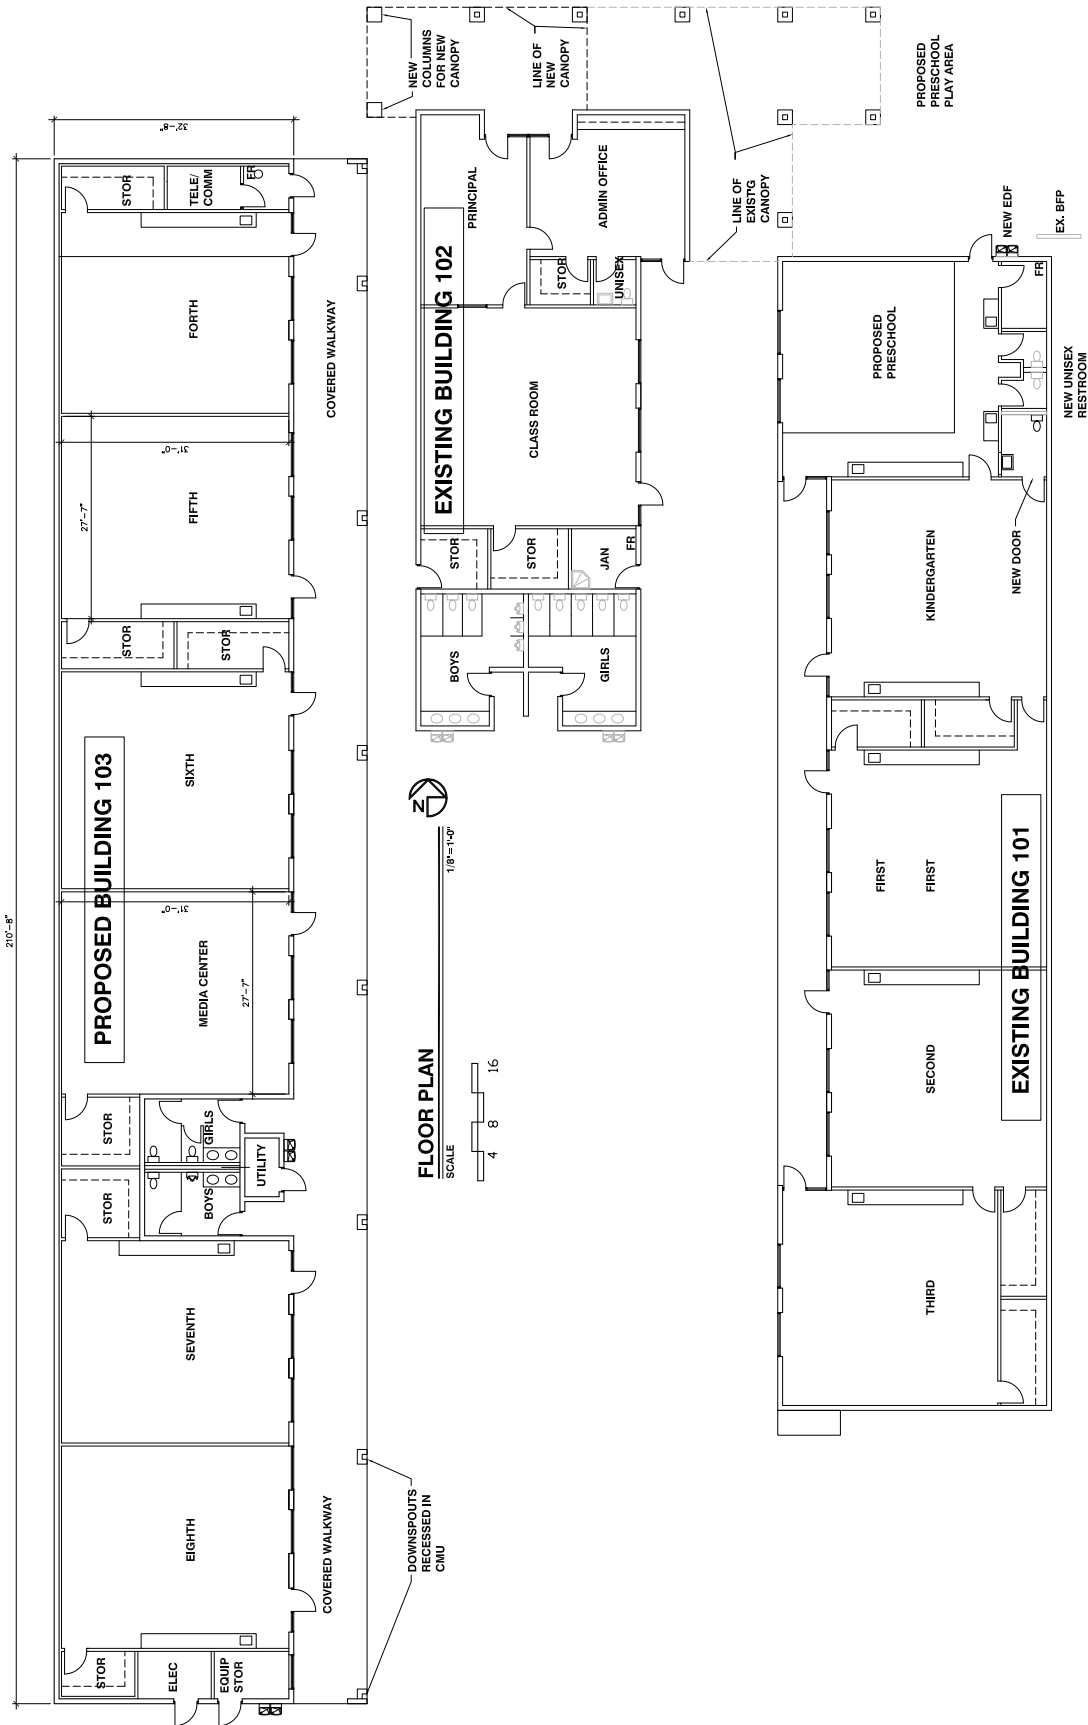 210'-8"
32'-8"
STOR
TELE/
COMM
FR
FORTH
COVERED WALKWAY
31'-0"
27'-7"
FIFTH
STOR
STOR
SIXTH
PROPOSED BUILDING 103
31'-0"
MEDIA CENTER
27'-7"
STOR
GIRLS
UTILITY
STOR
BOYS
SEVENTH
EIGHTH
COVERED WALKWAY
STOR
ELEC
EQUIP
STOR
DOWNSPOUTS
RECESSED IN
CMU
NEW
COLUMNS
FOR NEW
CANOPY
LINE OF
NEW
CANOPY
PRINCIPAL
ADMIN OFFICE
EXISTING BUILDING 102
STOR
UNISEX
CLASS ROOM
STOR
STOR
JAN
FR
BOYS
GIRLS
N
FLOOR PLAN
1/8"=1'-0"
SCALE
4
8
16
LINE OF
EXIST'G
CANOPY
PROPOSED
PRESCHOOL
PLAY AREA
NEW EDF
EX. BFP
FR
PROPOSED
PRESCHOOL
NEW UNISEX
RESTROOM
KINDERGARTEN
NEW DOOR
FIRST
FIRST
EXISTING BUILDING 101
SECOND
THIRD